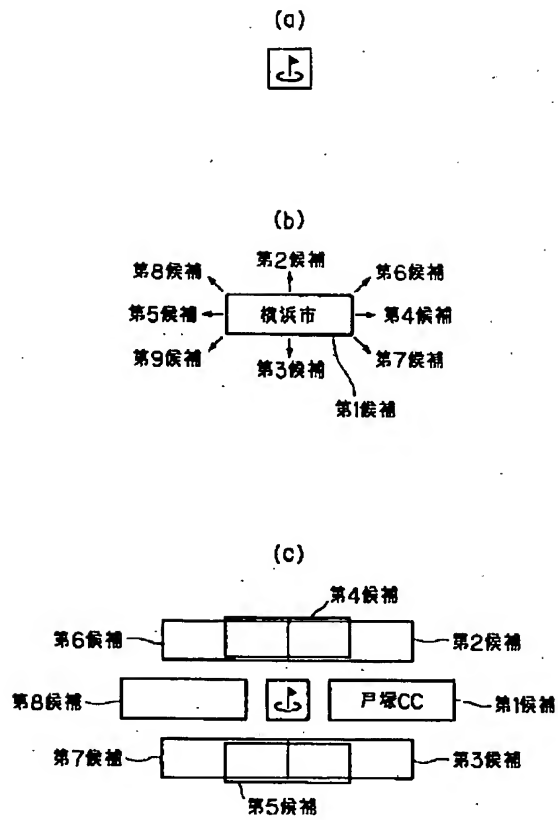 (a)
(b)
第2候補
第8候補
第6候補
第5候補
横浜市
第4候補
第9候補
第3候補
第7候補
第1候補
(c)
第4候補
第6候補
第2候補
第8候補
戸塚CC
第1候補
第7候補
第3候補
第5候補